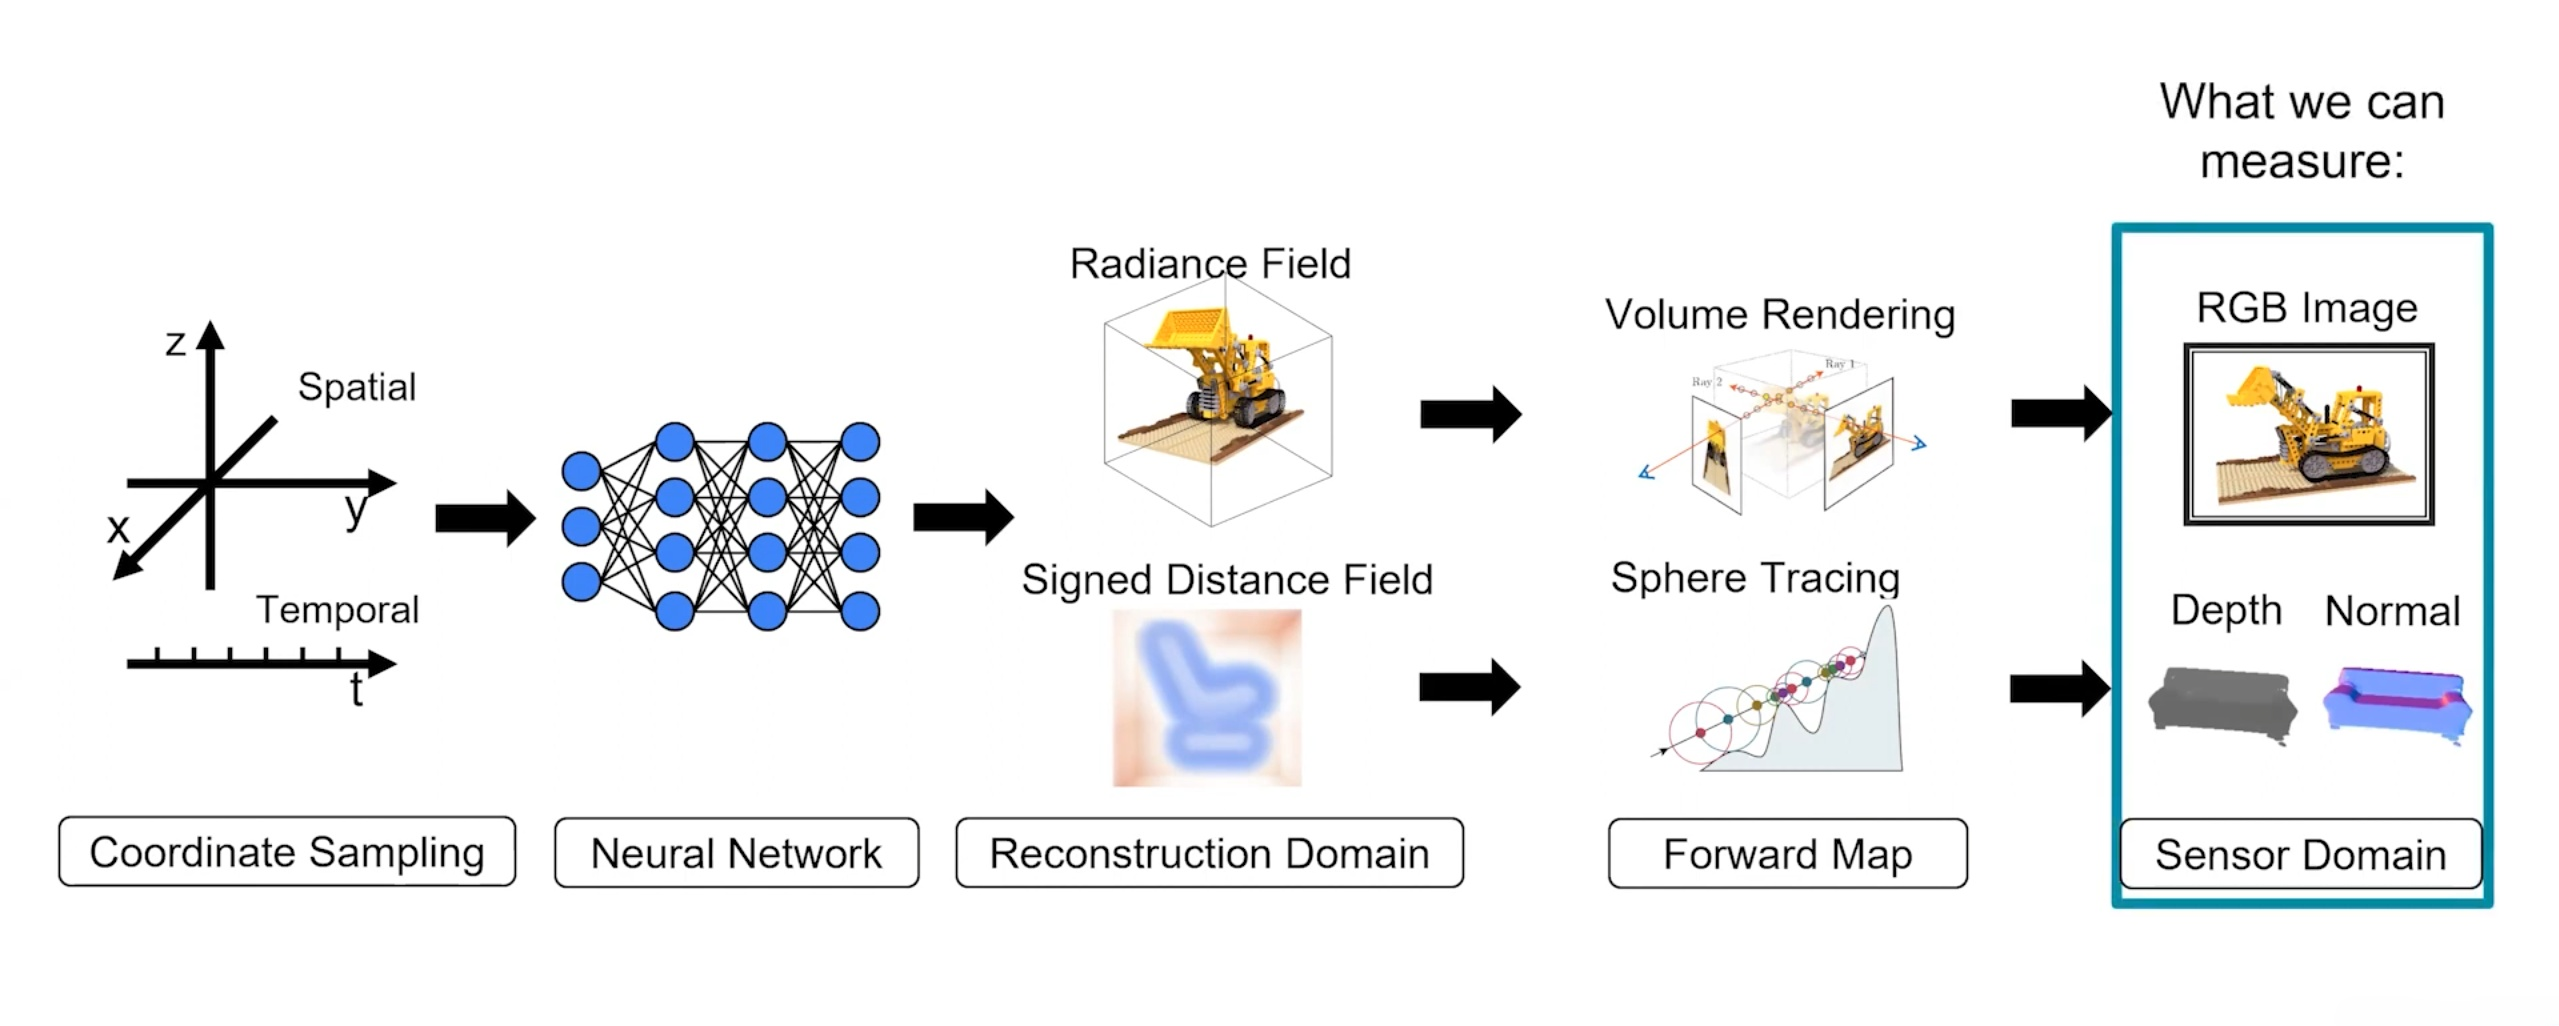 What we can
measure:
Radiance Field
RGB Image
Volume Rendering
Ray 1
Ray 2
z
Spatial
y
x
Signed Distance Field
Sphere Tracing
Temporal
t
Depth Normal
Coordinate Sampling
Neural Network
Reconstruction Domain
Forward Map
Sensor Domain